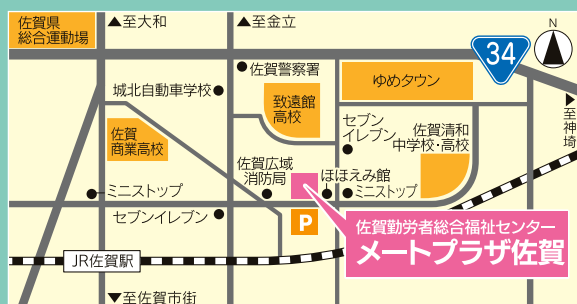 佐賀県
総合運動場
▲至大和
▲至金立
N
34
佐賀警察署
ゆめタウン
城北自動車学校
致遠館
高校
セブン
イレブン
▶至神埼
佐賀
商業高校
佐賀清和
中学校・高校
佐賀広域
消防局
ほほえみ館
ミニストップ
ミニストップ
セブンイレブン
P
佐賀勤労者総合福祉センター
メートプラザ佐賀
JR佐賀駅
▼至佐賀市街